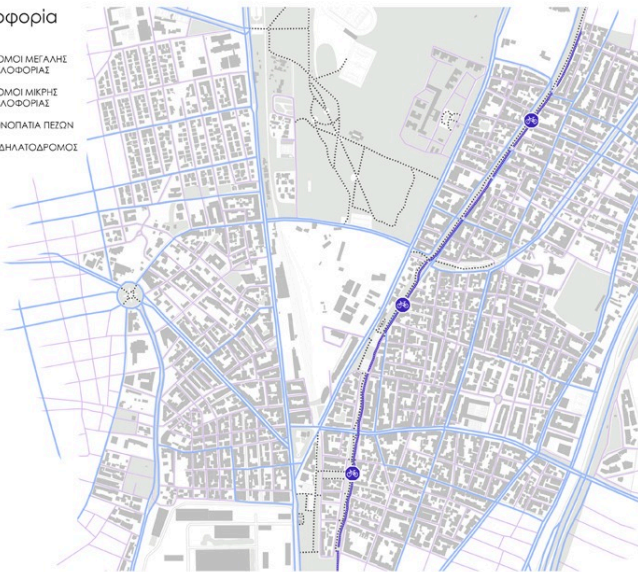 οφορία
ΟΜΟΙ ΜΕΓΑΛΗΣ
ΛΟΦΟΡΙΑΣ
ΟΜΟΙ ΜΙΚΡΗΣ
ΛΟΦΟΡΙΑΣ
ΝΟΠΑΤΙΑ ΠΕΖΩΝ
ΔΗΛΑΤΟΔΡΟΜΟΣ